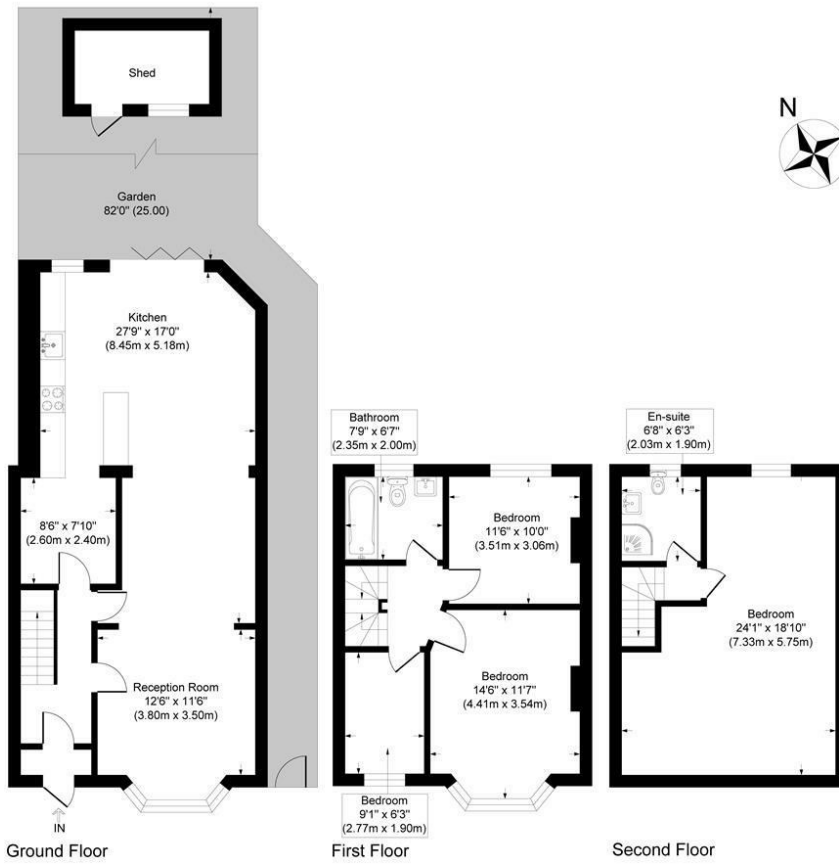 Shed
N
Garden
82'0" (25.00)
Kitchen
27'9" x 17'0"
(8.45m x 5.18m)
8'6" x 7'10"
(2.60m x 2.40m)
Reception Room
12'6" x 11'6"
(3.80m x 3.50m)
IN
Ground Floor
Bathroom
7'9" x 6'7"
(2.35m x 2.00m)
Bedroom
11'6" x 10'0"
(3.51m x 3.06m)
Bedroom
14'6" x 11'7"
(4.41m x 3.54m)
Bedroom
9'1" x 6'3"
(2.77m x 1.90m)
First Floor
En-suite
6'8" x 6'3"
(2.03m x 1.90m)
Bedroom
24'1" x 18'10"
(7.33m x 5.75m)
Second Floor